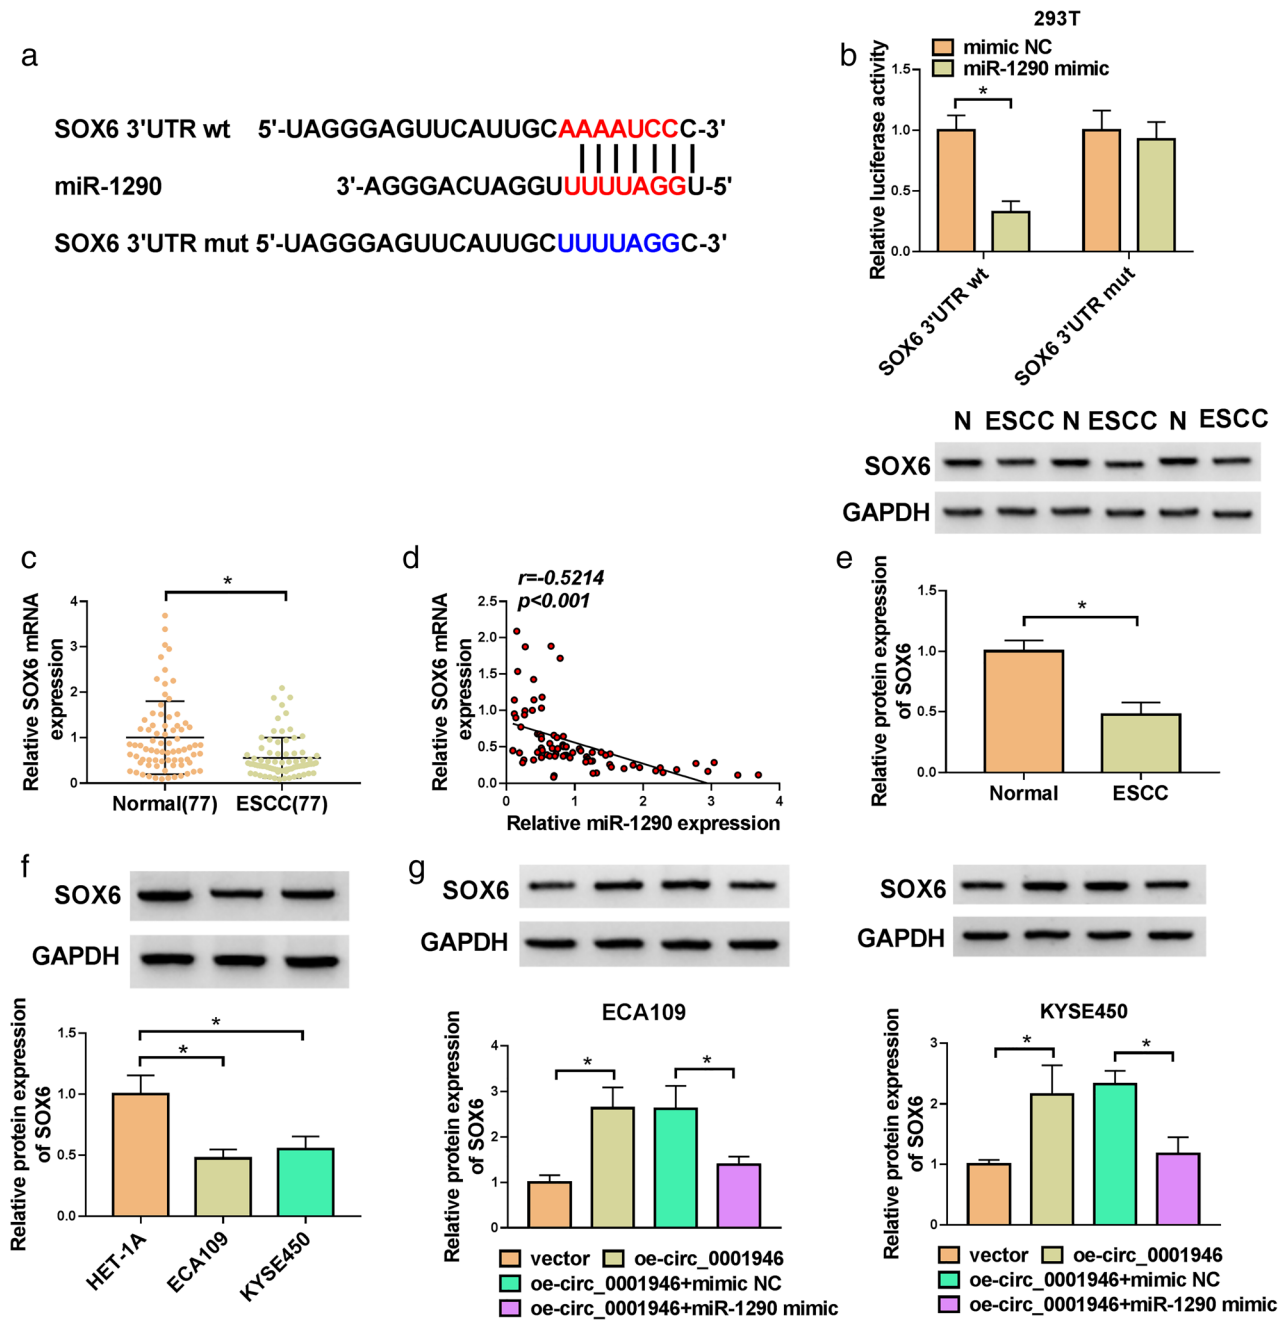 a
SOX6 3'UTR wt 5'-UAGGGAGUUCAUUGCAAAAUCCC-3'
miR-1290 3'-AGGGACUAGGUUUUUAGGU-5'
SOX6 3'UTR mut 5'-UAGGGAGUUCAUUGCUUUUAGGC-3'
b
293T
mimic NC
miR-1290 mimic
Relative luciferase activity
1.5
1.0
0.5
0.0
*
SOX6 3'UTR wt
SOX6 3'UTR mut
c
Relative SOX6 mRNA
expression
4
3
2
1
0
*
Normal(77)
ESCC(77)
d
r=-0.5214
p<0.001
Relative SOX6 mRNA
expression
2.5
2.0
1.5
1.0
0.5
0.0
0 1 2 3 4
Relative miR-1290 expression
e
N ESCC N ESCC N ESCC
SOX6
GAPDH
Relative protein expression
of SOX6
1.5
1.0
0.5
0.0
*
Normal
ESCC
f
SOX6
GAPDH
Relative protein expression
of SOX6
1.5
1.0
0.5
0.0
*
*
HET-1A
ECA109
KYSE450
g
SOX6
GAPDH
ECA109
Relative protein expression
of SOX6
4
3
2
1
0
*
*
vector oe-circ_0001946
oe-circ_0001946+mimic NC
oe-circ_0001946+miR-1290 mimic
SOX6
GAPDH
KYSE450
Relative protein expression
of SOX6
3
2
1
0
*
*
vector oe-circ_0001946
oe-circ_0001946+mimic NC
oe-circ_0001946+miR-1290 mimic